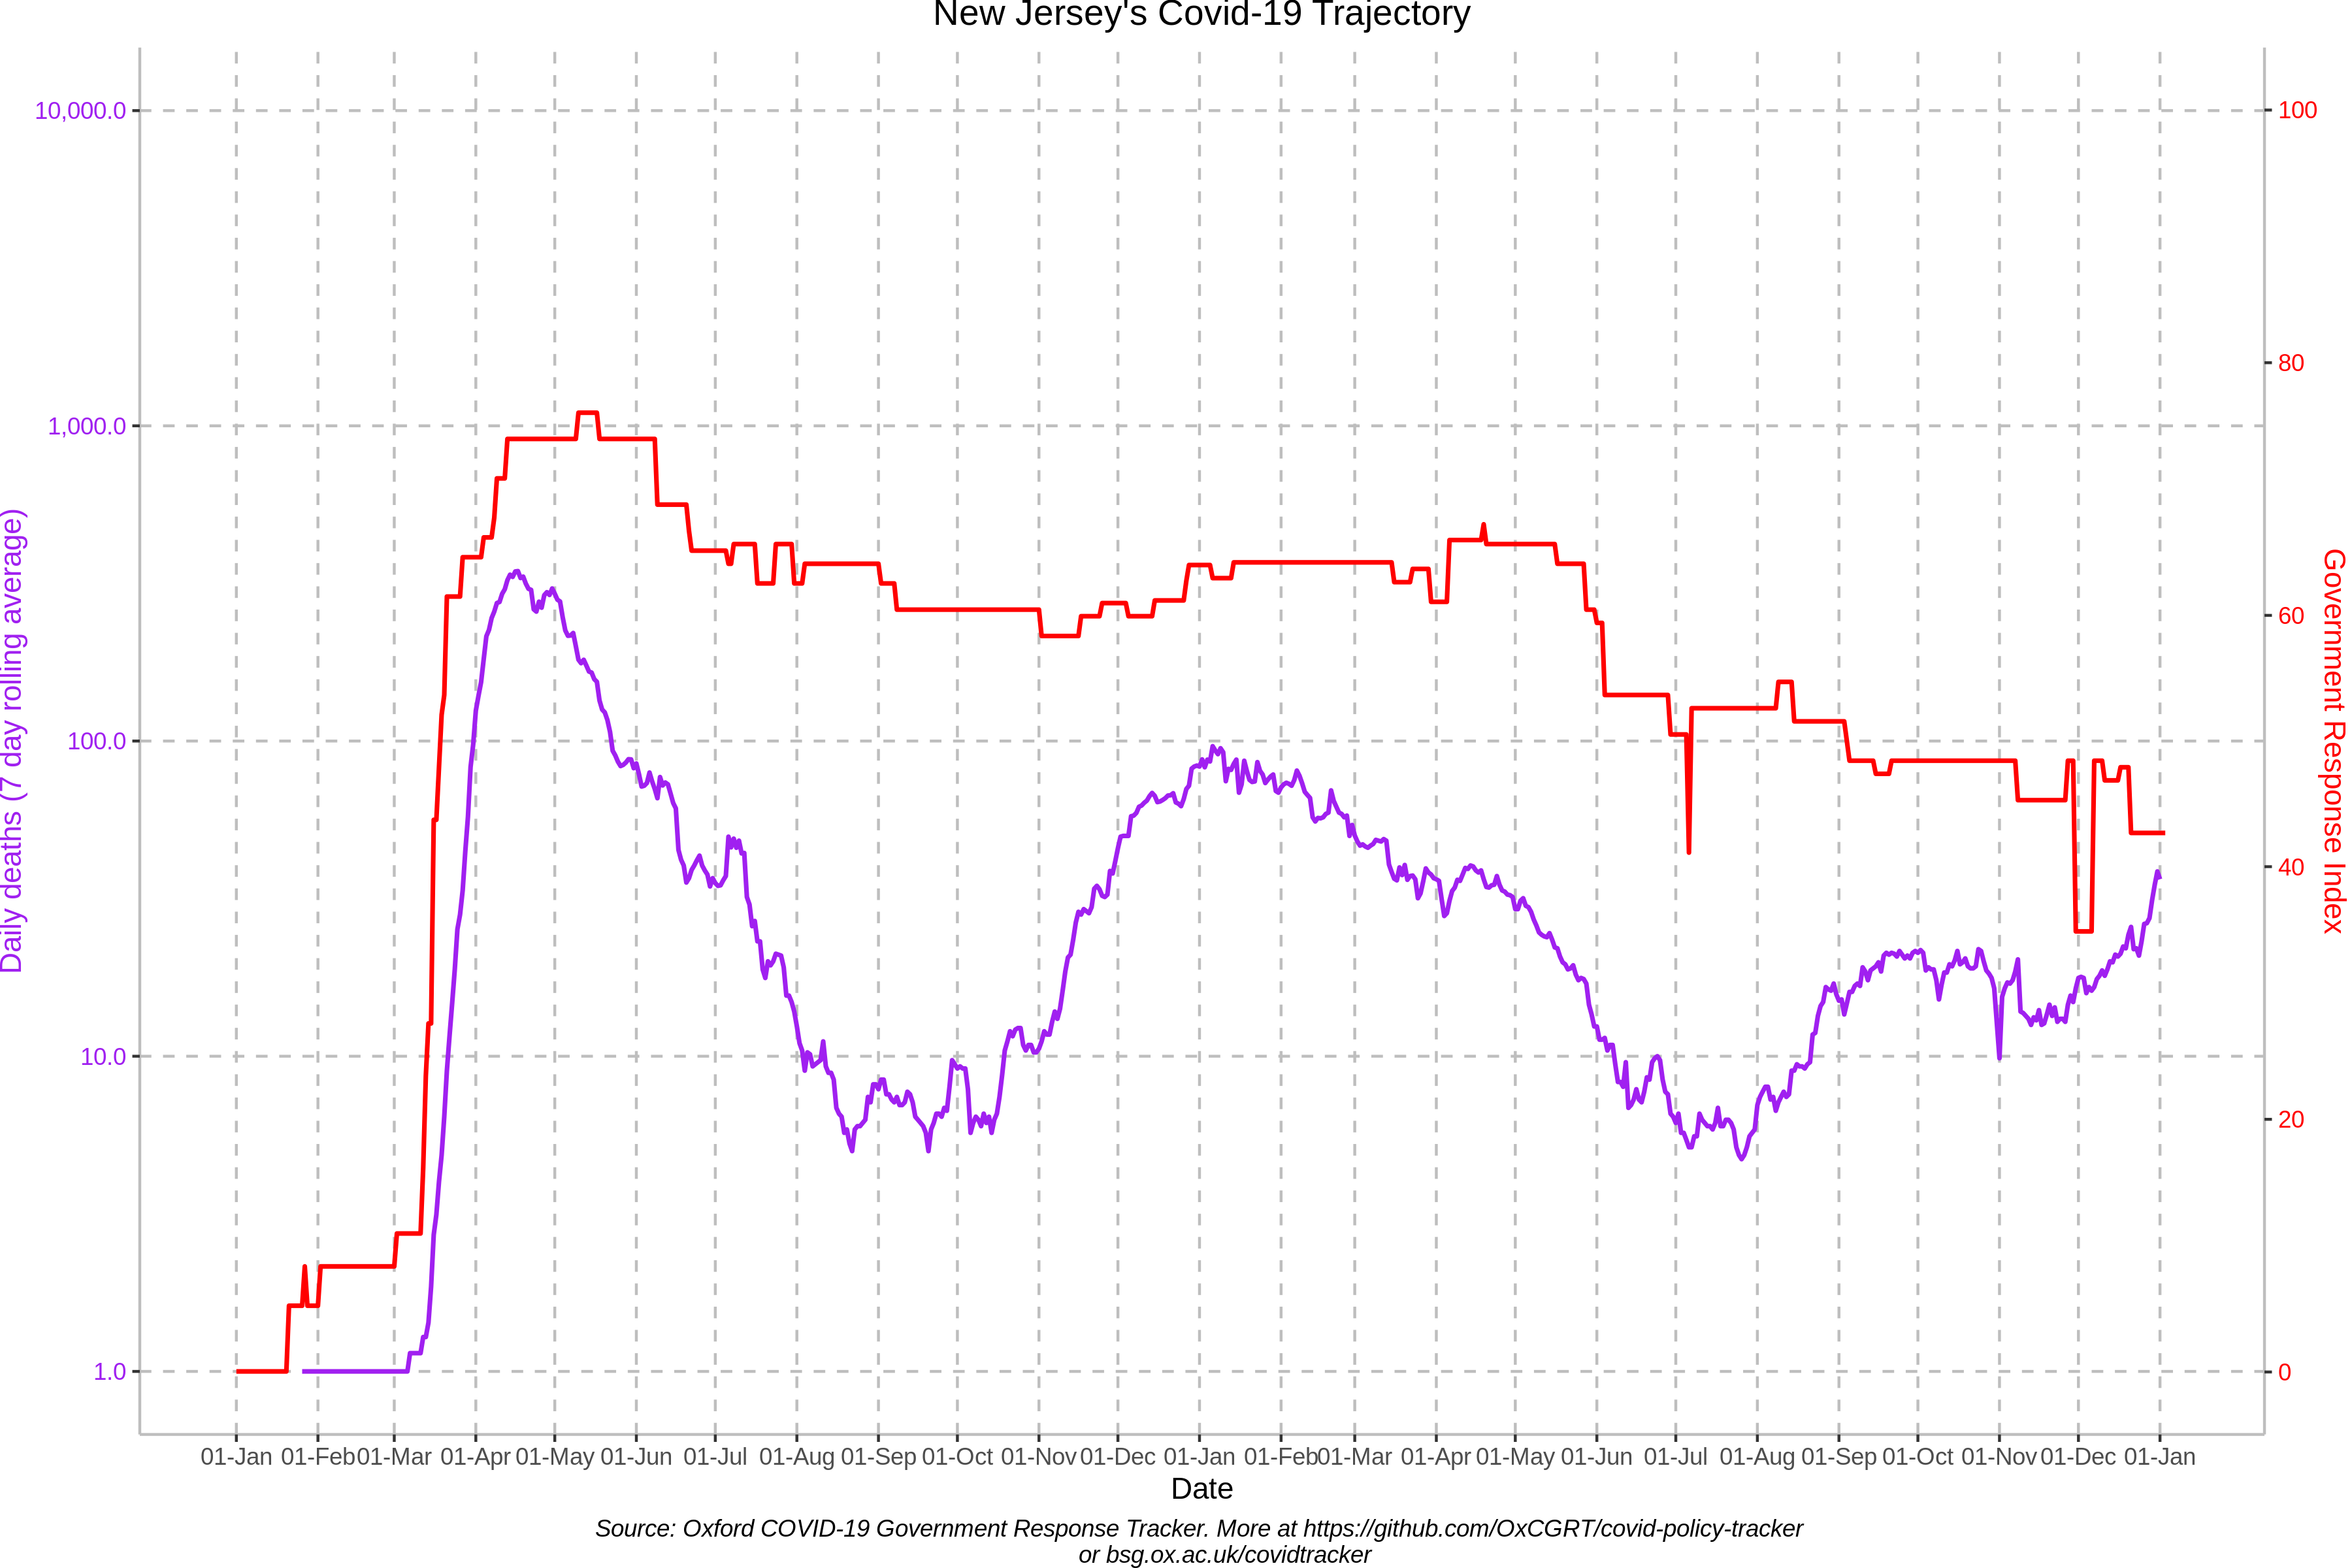 New Jersey's Covid-19 Trajectory
10,000.0
1,000.0
100.0
10.0
1.0
Daily deaths (7 day rolling average)
100
80
60
40
20
0
Government Response Index
01-Jan 01-Feb 01-Mar 01-Apr 01-May 01-Jun 01-Jul 01-Aug 01-Sep 01-Oct 01-Nov 01-Dec 01-Jan 01-Feb 01-Mar 01-Apr 01-May 01-Jun 01-Jul 01-Aug 01-Sep 01-Oct 01-Nov 01-Dec 01-Jan
Date
Source: Oxford COVID-19 Government Response Tracker. More at https://github.com/OxCGRT/covid-policy-tracker
or bsg.ox.ac.uk/covidtracker